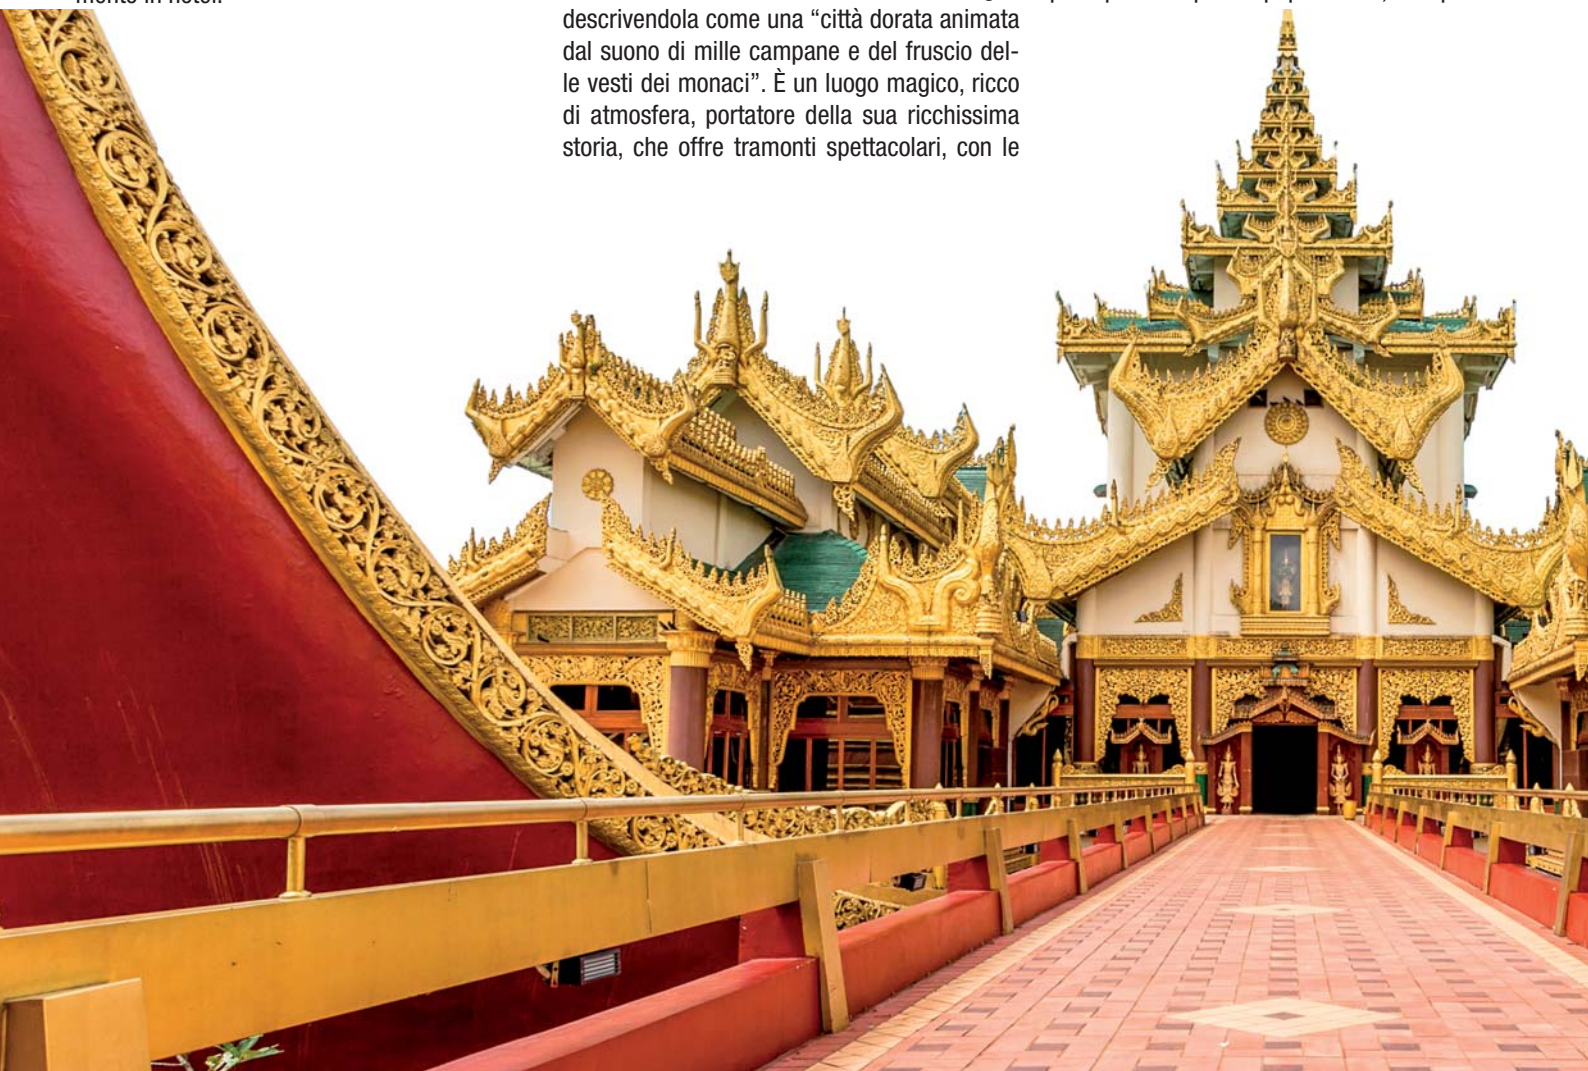 descrivendola come una “città dorata animata
dal suono di mille campane e del fruscio del-
le vesti dei monaci”. È un luogo magico, ricco
di atmosfera, portatore della sua ricchissima
storia, che offre tramonti spettacolari, con le